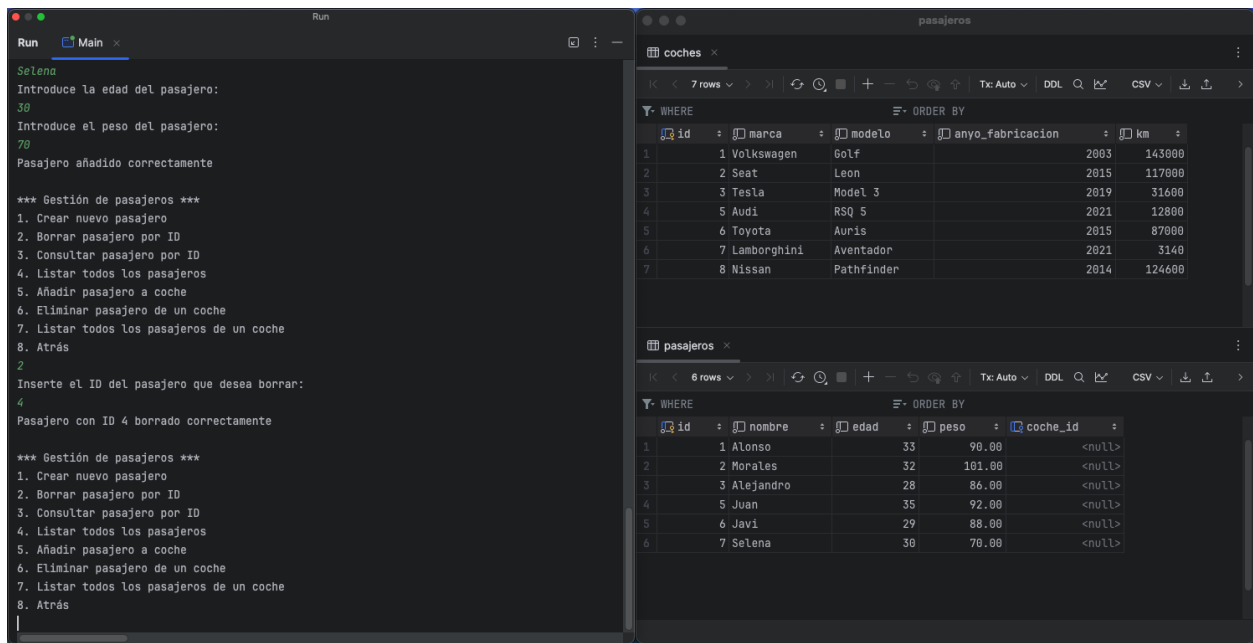 Run
Run Main
Selena
Introduce la edad del pasajero:
30
Introduce el peso del pasajero:
70
Pasajero añadido correctamente
*** Gestión de pasajeros ***
1. Crear nuevo pasajero
2. Borrar pasajero por ID
3. Consultar pasajero por ID
4. Listar todos los pasajeros
5. Añadir pasajero a coche
6. Eliminar pasajero de un coche
7. Listar todos los pasajeros de un coche
8. Atrás
2
Inserte el ID del pasajero que desea borrar:
4
Pasajero con ID 4 borrado correctamente
*** Gestión de pasajeros ***
1. Crear nuevo pasajero
2. Borrar pasajero por ID
3. Consultar pasajero por ID
4. Listar todos los pasajeros
5. Añadir pasajero a coche
6. Eliminar pasajero de un coche
7. Listar todos los pasajeros de un coche
8. Atrás
pasajeros
coches
7 rows Tx: Auto DDL CSV
WHERE ORDER BY
id marca modelo anyo_fabricacion km
1 1 Volkswagen Golf 2003 143000
2 2 Seat Leon 2015 117000
3 3 Tesla Model 3 2019 31600
4 5 Audi RSQ 5 2021 12800
5 6 Toyota Auris 2015 87000
6 7 Lamborghini Aventador 2021 3140
7 8 Nissan Pathfinder 2014 124600
pasajeros
6 rows Tx: Auto DDL CSV
WHERE ORDER BY
id nombre edad peso coche_id
1 1 Alonso 33 90.00 <null>
2 2 Morales 32 101.00 <null>
3 3 Alejandro 28 86.00 <null>
4 5 Juan 35 92.00 <null>
5 6 Javi 29 88.00 <null>
6 7 Selena 30 70.00 <null>